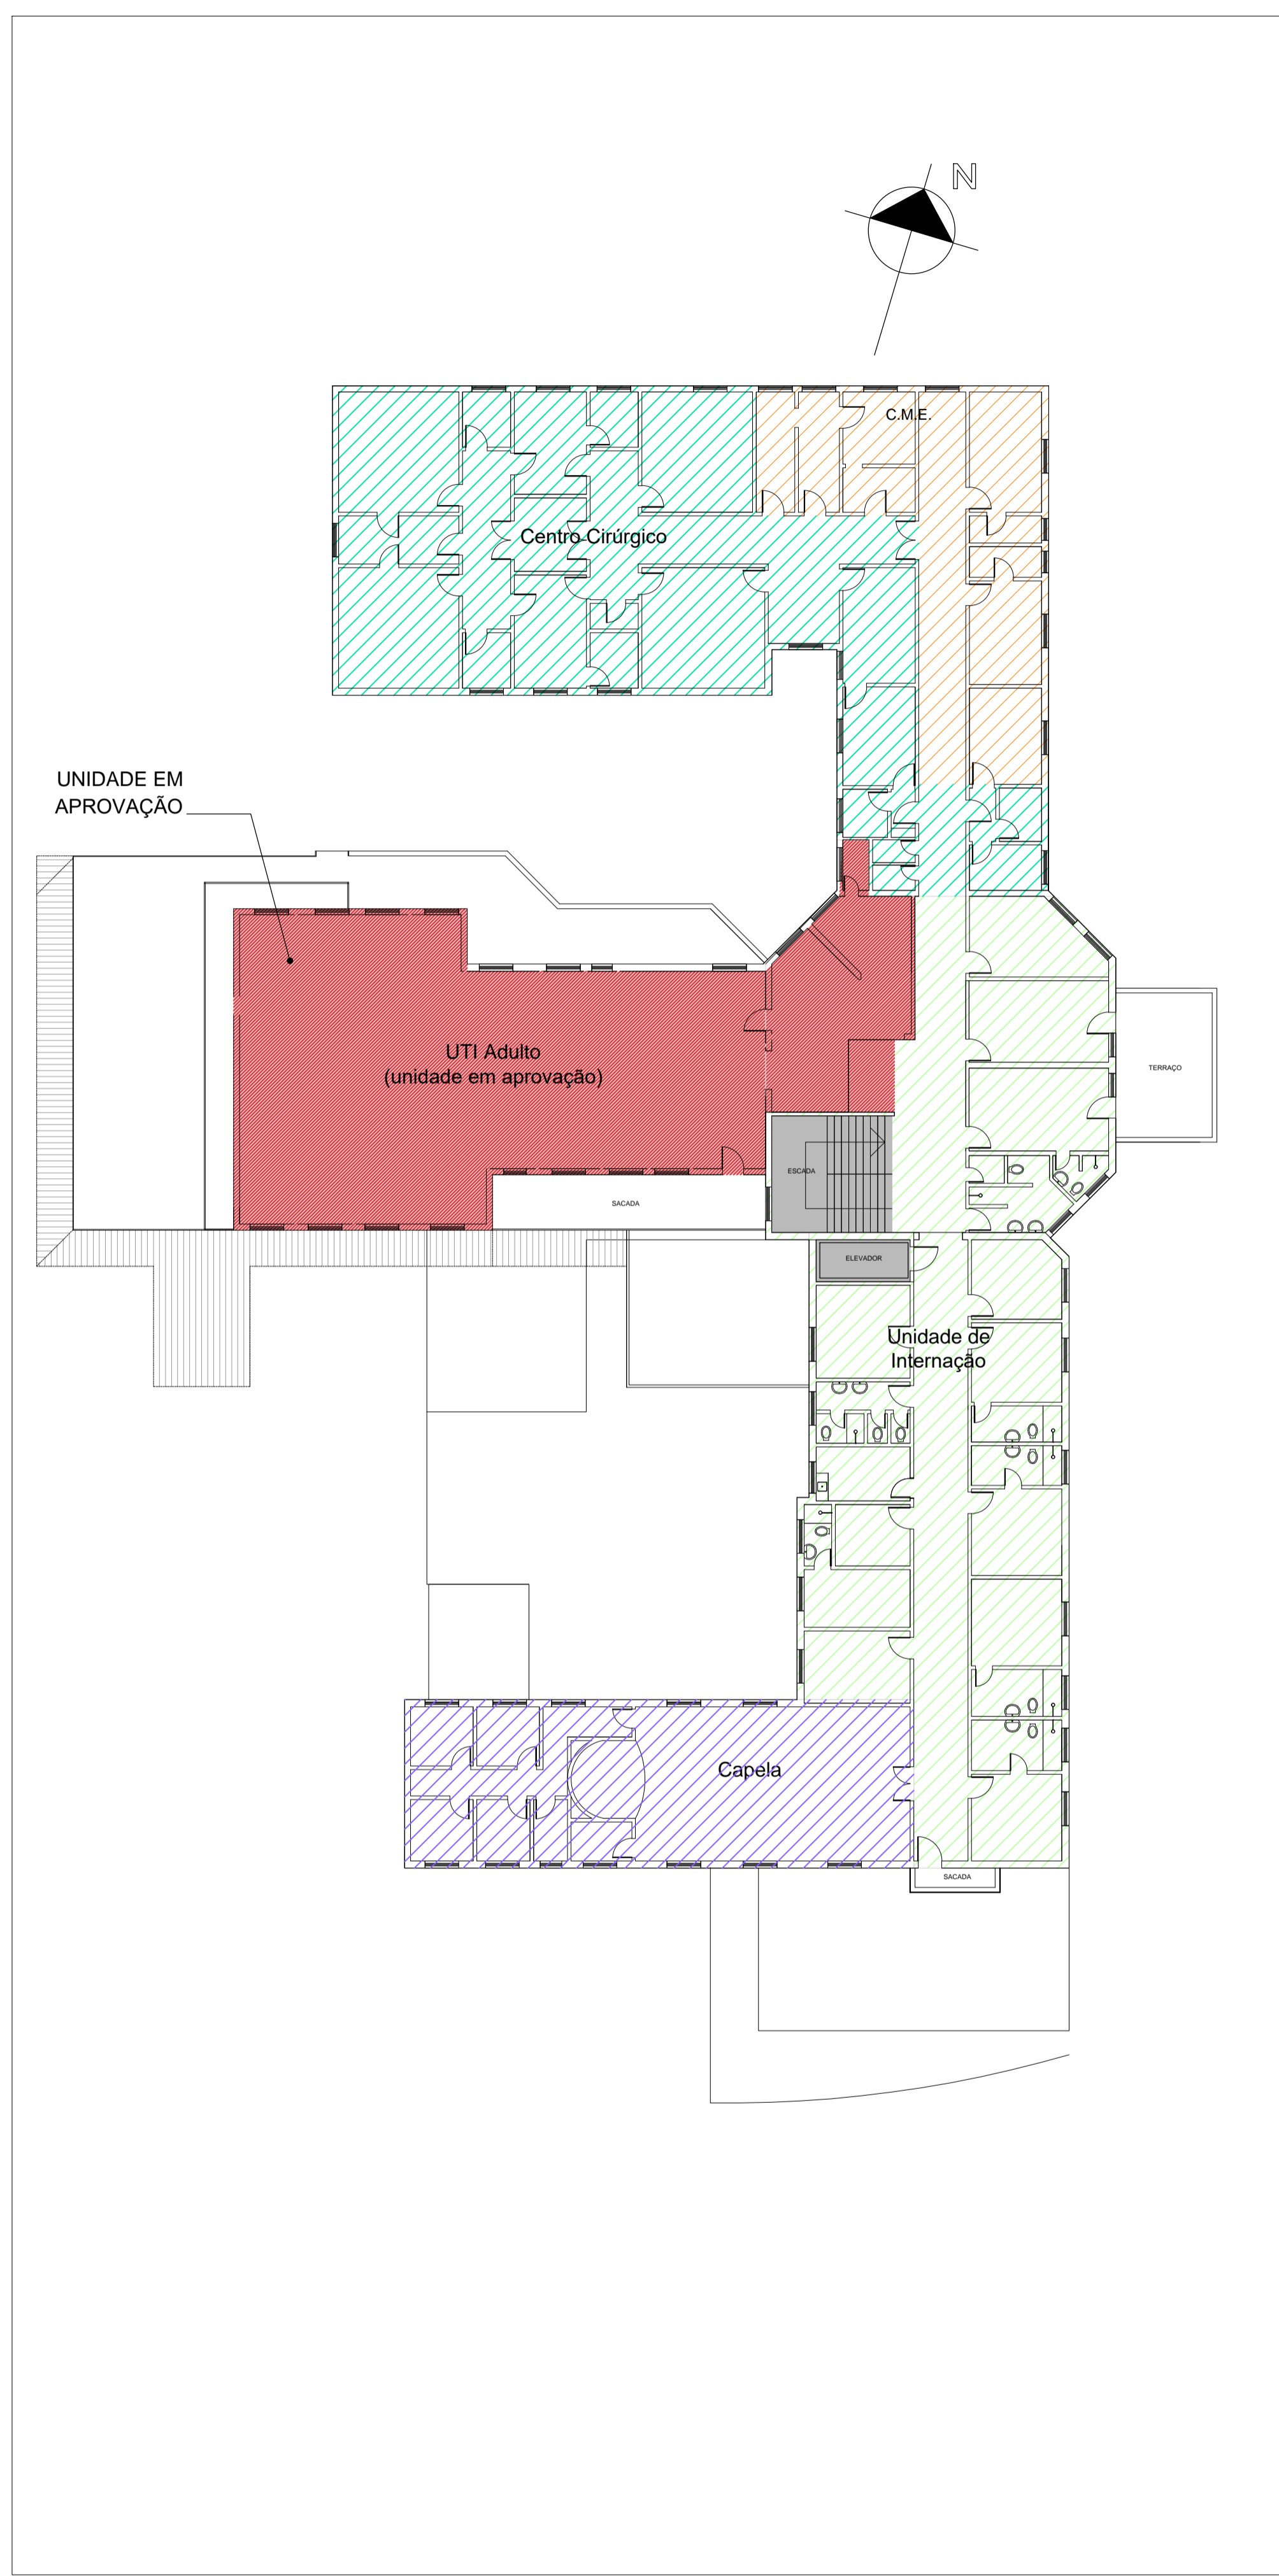 N
C.M.E.
Centro Cirúrgico
UNIDADE EM
APROVAÇÃO
UTI Adulto
(unidade em aprovação)
TERRAÇO
ESCADA
SACADA
ELEVADOR
Unidade de
Internação
Capela
SACADA